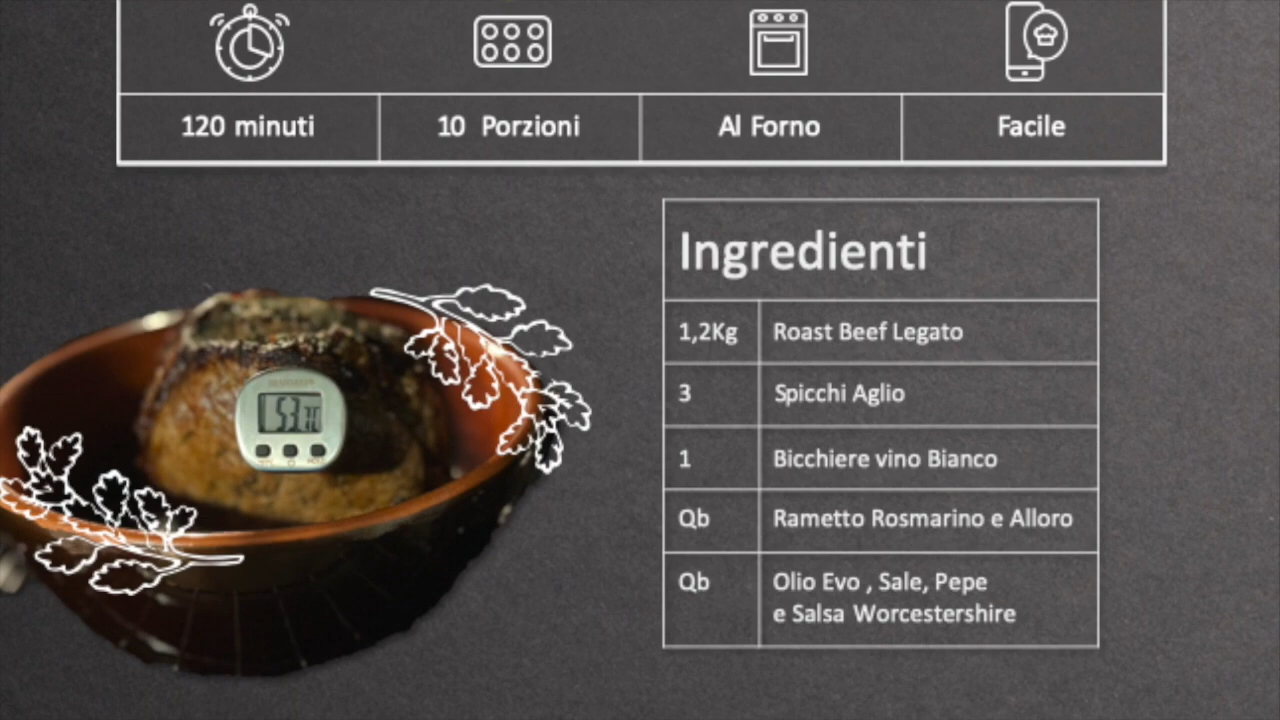 120 minuti
10 Porzioni
Al Forno
Facile
Ingredienti
1,2Kg Roast Beef Legato
3 Spicchi Aglio
1 Bicchiere vino Bianco
Qb Rametto Rosmarino e Alloro
Qb Olio Evo , Sale, Pepe
e Salsa Worcestershire